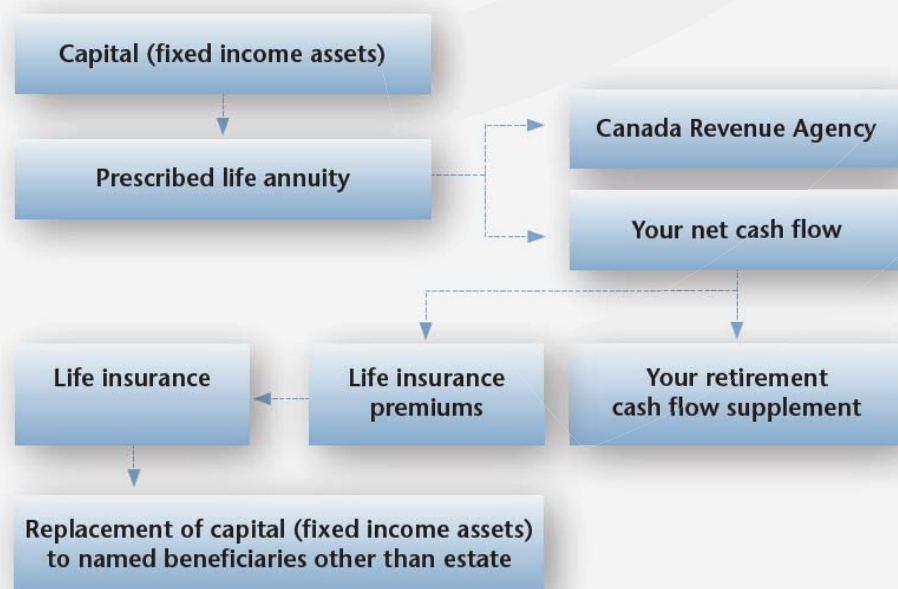 Capital (fixed income assets)
Prescribed life annuity
Canada Revenue Agency
Your net cash flow
Life insurance
Life insurance
premiums
Your retirement
cash flow supplement
Replacement of capital (fixed income assets)
to named beneficiaries other than estate